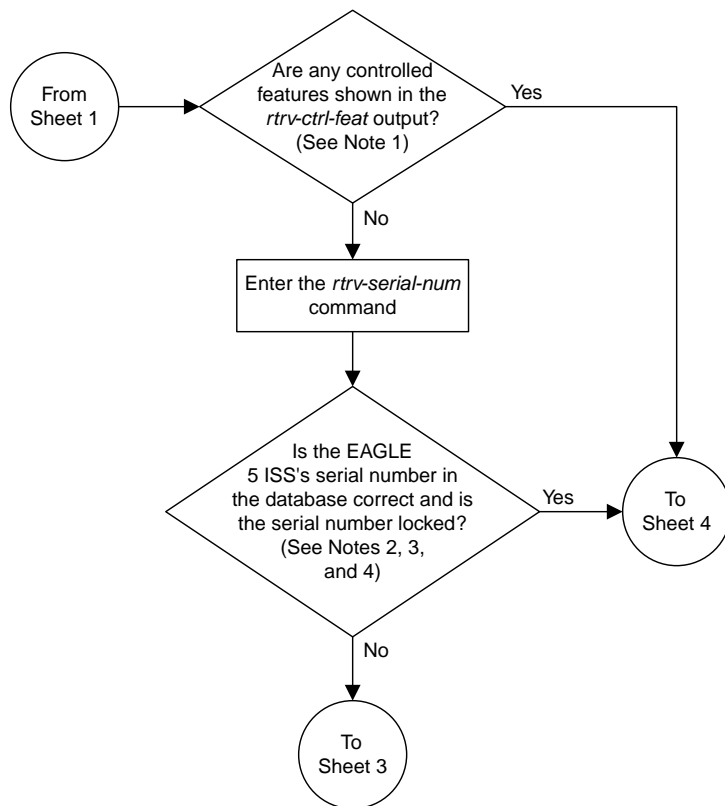 From
Sheet 1
Are any controlled
features shown in the
rtrv-ctrl-feat output?
(See Note 1)
Yes
No
Enter the rtrv-serial-num
command
Is the EAGLE
5 ISS's serial number in
the database correct and is
the serial number locked?
(See Notes 2, 3,
and 4)
Yes
To
Sheet 4
No
To
Sheet 3